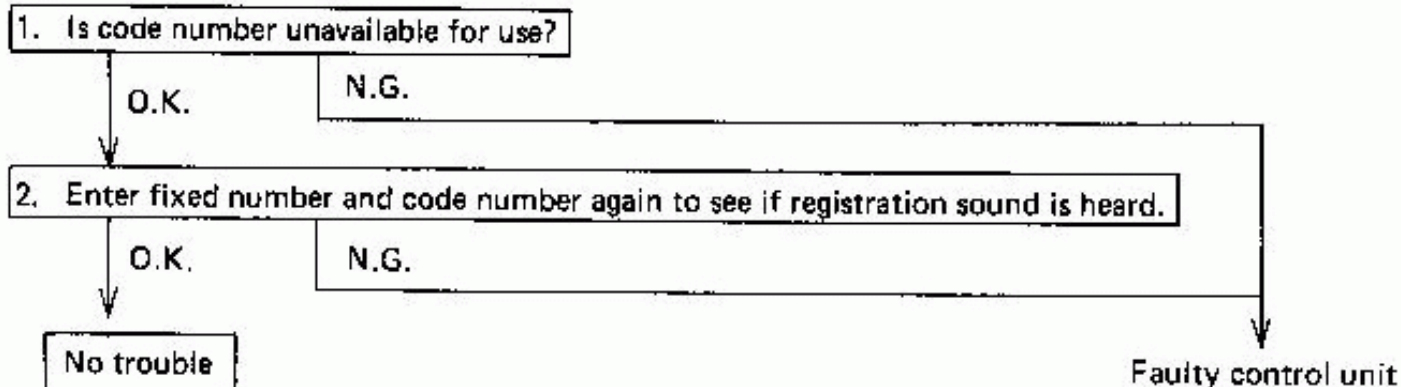 1. Is code number unavailable for use?
O.K.
N.G.
2. Enter fixed number and code number again to see if registration sound is heard.
O.K.
N.G.
No trouble
Faulty control unit